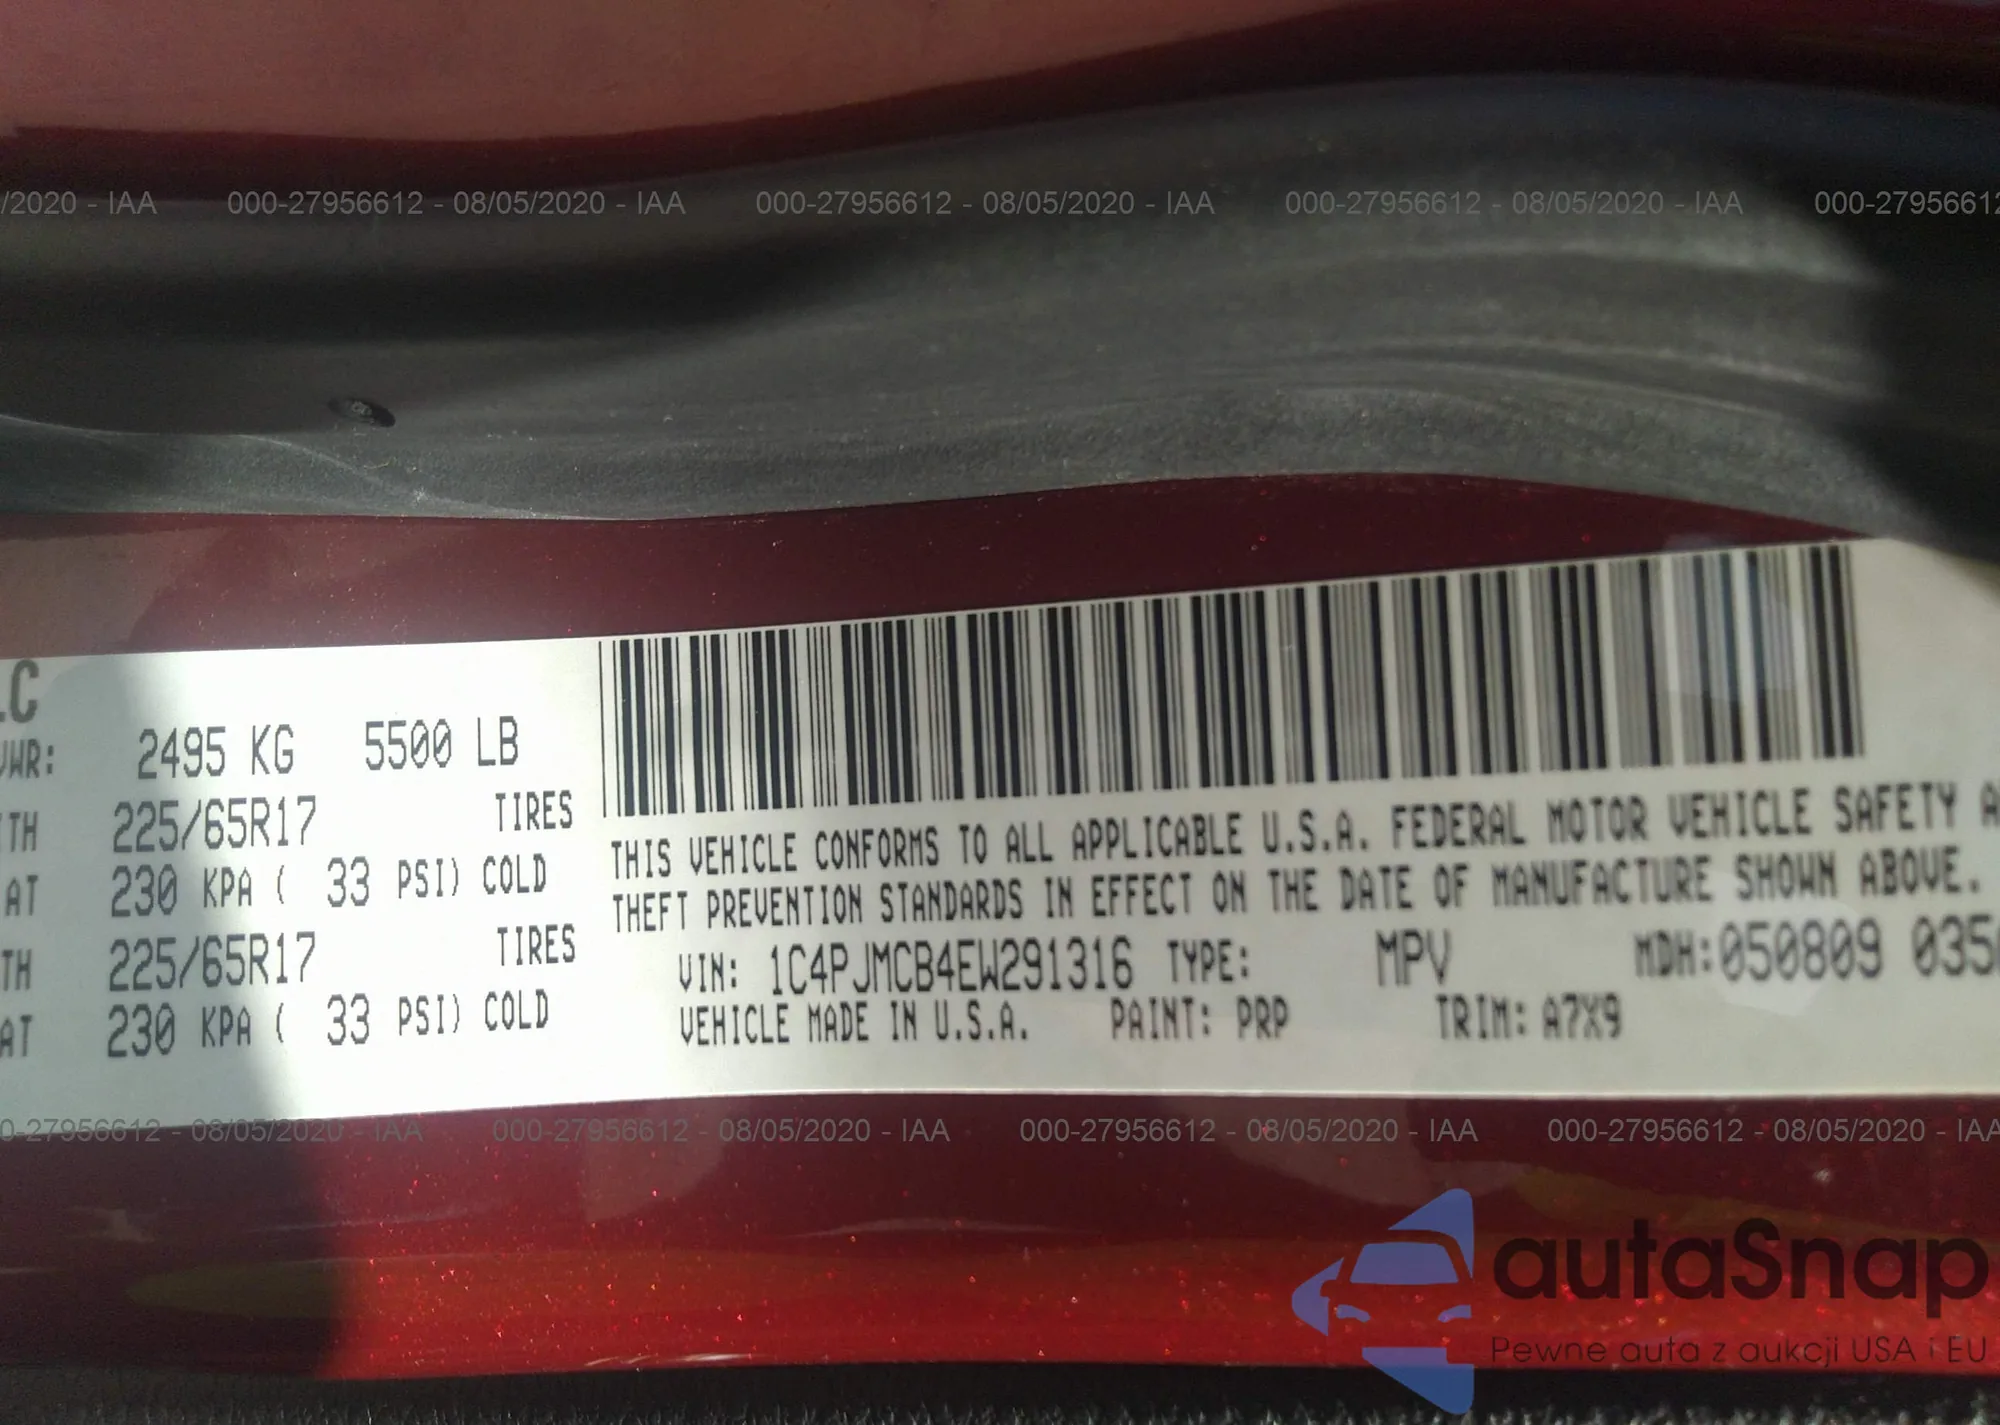 /2020 - IAA 000-27956612 - 08/05/2020 - IAA 000-27956612 - 08/05/2020 - IAA 000-27956612 - 08/05/2020 - IAA 000-27956612
LC
VWR: 2495 KG 5500 LB
ITH 225/65R17 TIRES
AT 230 KPA ( 33 PSI) COLD
TH 225/65R17 TIRES
AT 230 KPA ( 33 PSI) COLD
THIS VEHICLE CONFORMS TO ALL APPLICABLE U.S.A. FEDERAL MOTOR VEHICLE SAFETY A
THEFT PREVENTION STANDARDS IN EFFECT ON THE DATE OF MANUFACTURE SHOWN ABOVE.
VIN: 1C4PJMCB4EW291316 TYPE: MPV MDH:050809 035
VEHICLE MADE IN U.S.A. PAINT: PRP TRIM: A7X9
0-27956612 - 08/05/2020 - IAA 000-27956612 - 08/05/2020 - IAA 000-27956612 - 08/05/2020 - IAA 000-27956612 - 08/05/2020 - IAA
autaSnap
Pewne auta z aukcji USA i EU